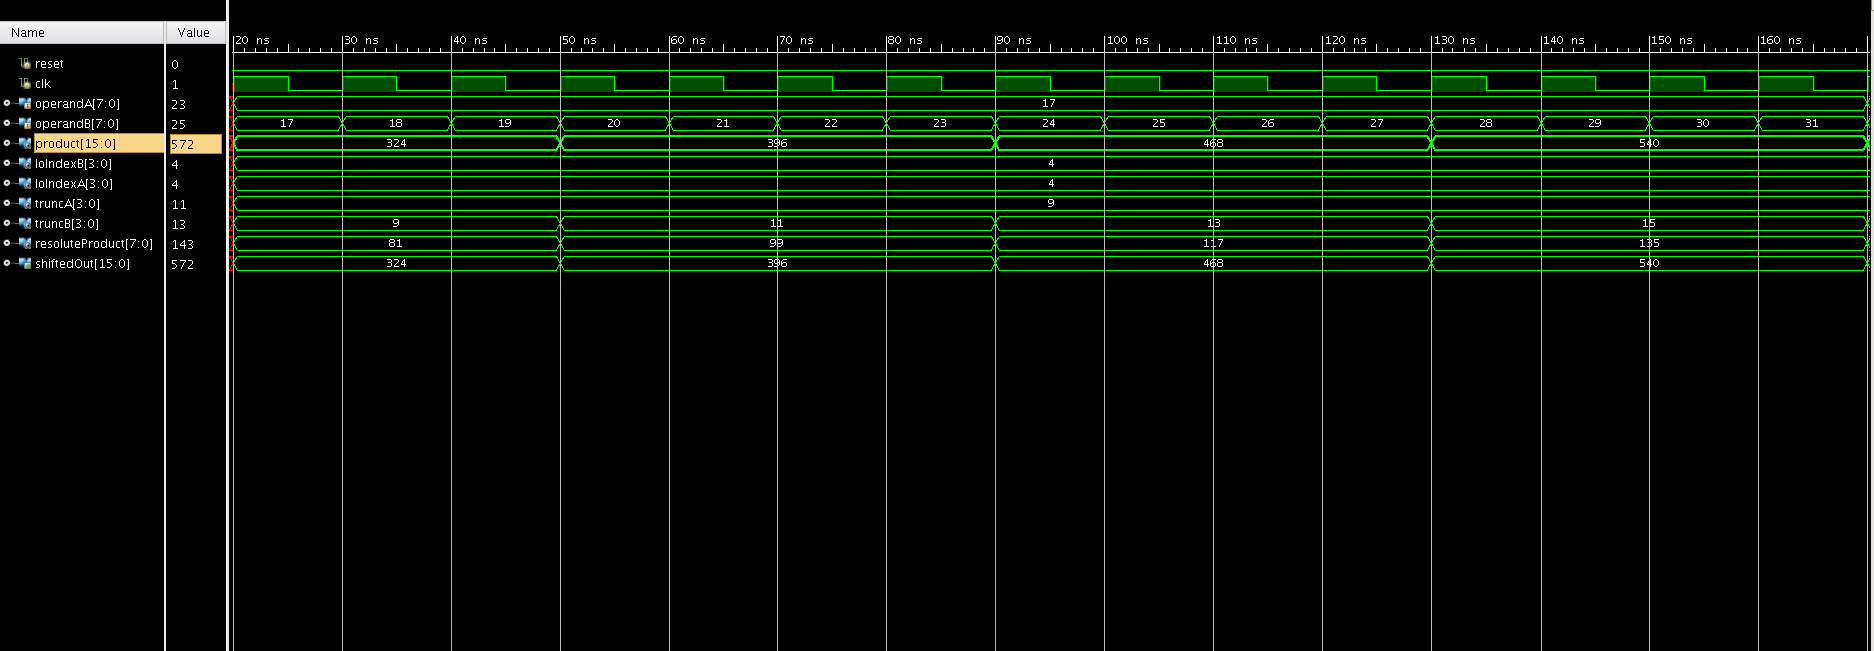 Name Value
20 ns 30 ns 40 ns 50 ns 60 ns 70 ns 80 ns 90 ns 100 ns 110 ns 120 ns 130 ns 140 ns 150 ns 160 ns
reset 0
clk 1
operandA[7:0] 23 17
operandB[7:0] 25 17 18 19 20 21 22 23 24 25 26 27 28 29 30 31
product[15:0] 572 324 396 468 540
loIndexB[3:0] 4 4
loIndexA[3:0] 4 4
truncA[3:0] 11 9
truncB[3:0] 13 9 11 13 15
resoluteProduct[7:0] 143 81 99 117 135
shiftedOut[15:0] 572 324 396 468 540